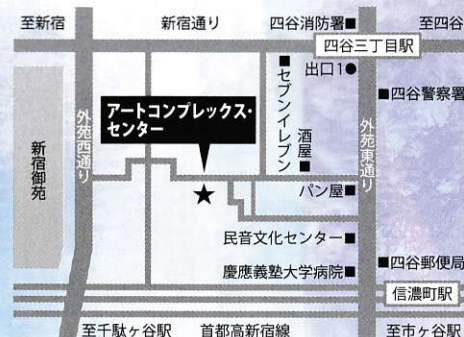 至新宿
新宿通り
四谷消防署■
至四谷
四谷三丁目駅
出口1●
■セブンイレブン
■四谷警察署
アートコンプレックス・
センター
酒屋■
外苑西通り
外苑東通り
新宿御苑
★
パン屋■
民音文化センター■
■四谷郵便局
慶應義塾大学病院■
信濃町駅
至千駄ヶ谷駅
首都高新宿線
至市ヶ谷駅